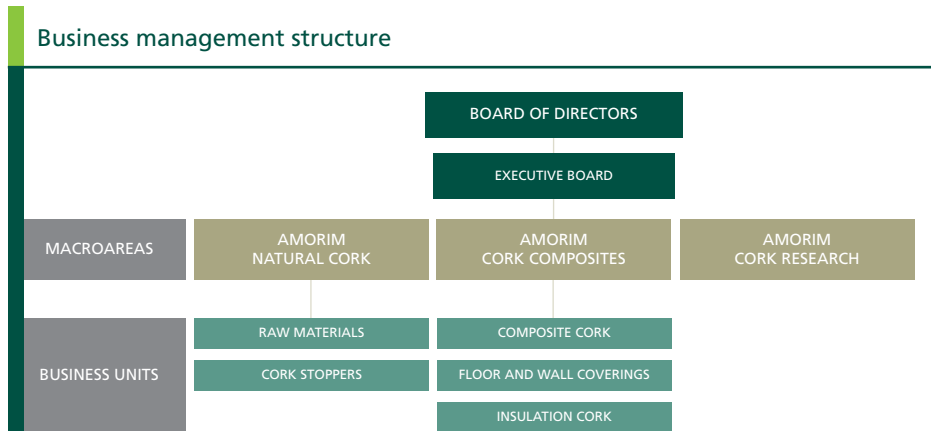 Business management structure
BOARD OF DIRECTORS
EXECUTIVE BOARD
MACROAREAS
AMORIM
NATURAL CORK
AMORIM
CORK COMPOSITES
AMORIM
CORK RESEARCH
BUSINESS UNITS
RAW MATERIALS
COMPOSITE CORK
CORK STOPPERS
FLOOR AND WALL COVERINGS
INSULATION CORK